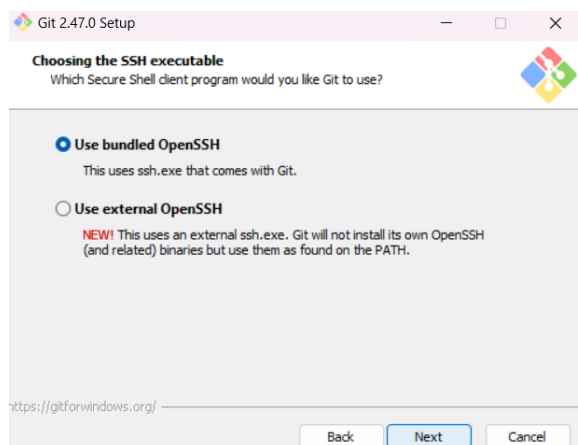 Git 2.47.0 Setup
Choosing the SSH executable
Which Secure Shell client program would you like Git to use?
Use bundled OpenSSH
This uses ssh.exe that comes with Git.
Use external OpenSSH
NEW! This uses an external ssh.exe. Git will not install its own OpenSSH
(and related) binaries but use them as found on the PATH.
https://gitforwindows.org/
Back Next Cancel